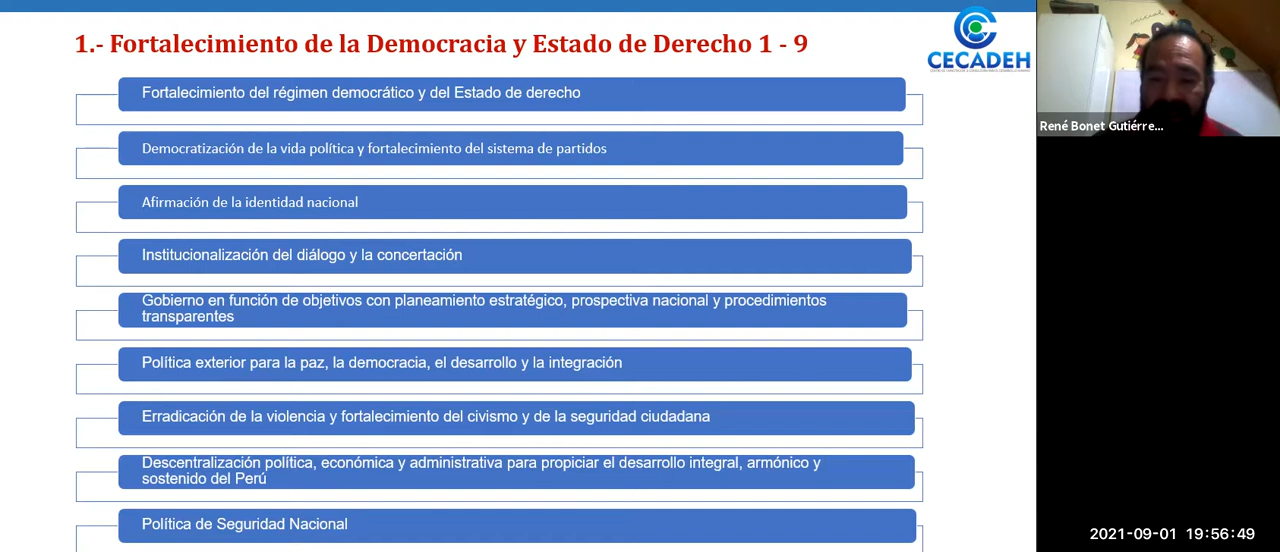 1.- Fortalecimiento de la Democracia y Estado de Derecho 1 - 9
CECADEH
Fortalecimiento del régimen democrático y del Estado de derecho
Democratización de la vida política y fortalecimiento del sistema de partidos
Afirmación de la identidad nacional
Institucionalización del diálogo y la concertación
Gobierno en función de objetivos con planeamiento estratégico, prospectiva nacional y procedimientos
transparentes
Política exterior para la paz, la democracia, el desarrollo y la integración
Erradicación de la violencia y fortalecimiento del civismo y de la seguridad ciudadana
Descentralización política, económica y administrativa para propiciar el desarrollo integral, armónico y
sostenido del Perú
Política de Seguridad Nacional
René Bonet Gutiérre...
2021-09-01 19:56:49